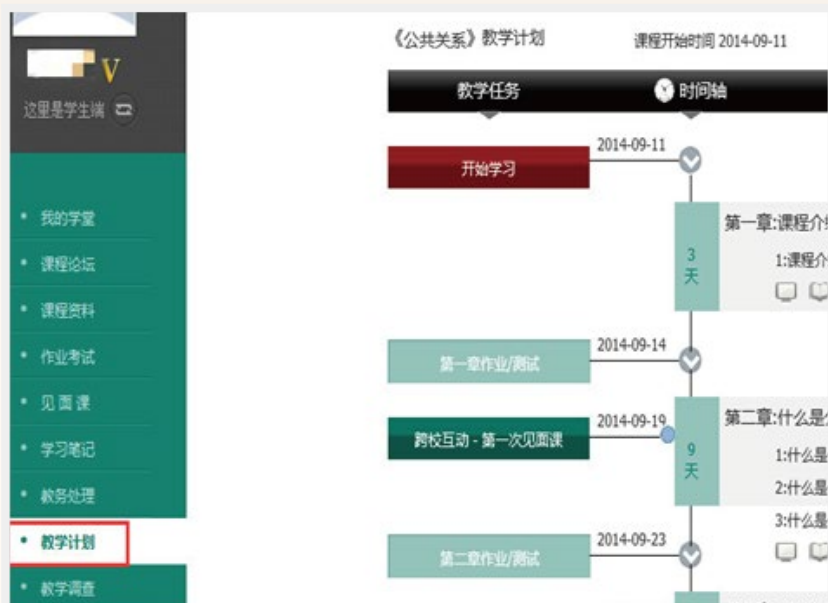 V
这里是学生端
我的学堂
课程论坛
课程资料
作业考试
见面课
学习笔记
教务处理
教学计划
教学调查
《公共关系》教学计划 课程开始时间 2014-09-11
教学任务 时间轴
开始学习 2014-09-11
3天
第一章:课程介
1:课程介
第一章作业/测试 2014-09-14
跨校互动 - 第一次见面课 2014-09-19
9天
第二章:什么是
1:什么是
2:什么是
3:什么是
第二章作业/测试 2014-09-23